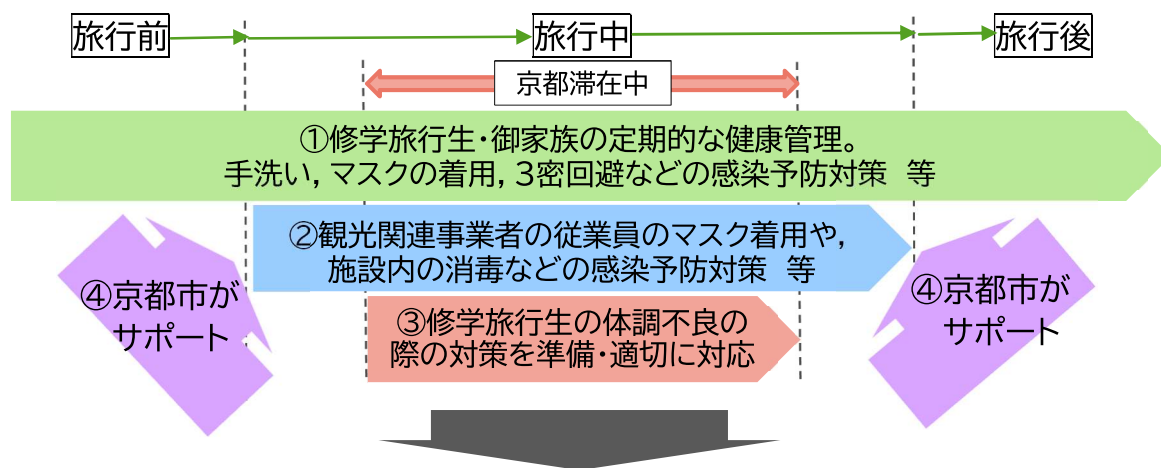 旅行前
旅行中
旅行後
京都滞在中
①修学旅行生・御家族の定期的な健康管理。
手洗い，マスクの着用，３密回避などの感染予防対策　等
②観光関連事業者の従業員のマスク着用や，
施設内の消毒などの感染予防対策　等
③修学旅行生の体調不良の
際の対策を準備・適切に対応
④京都市が
サポート
④京都市が
サポート